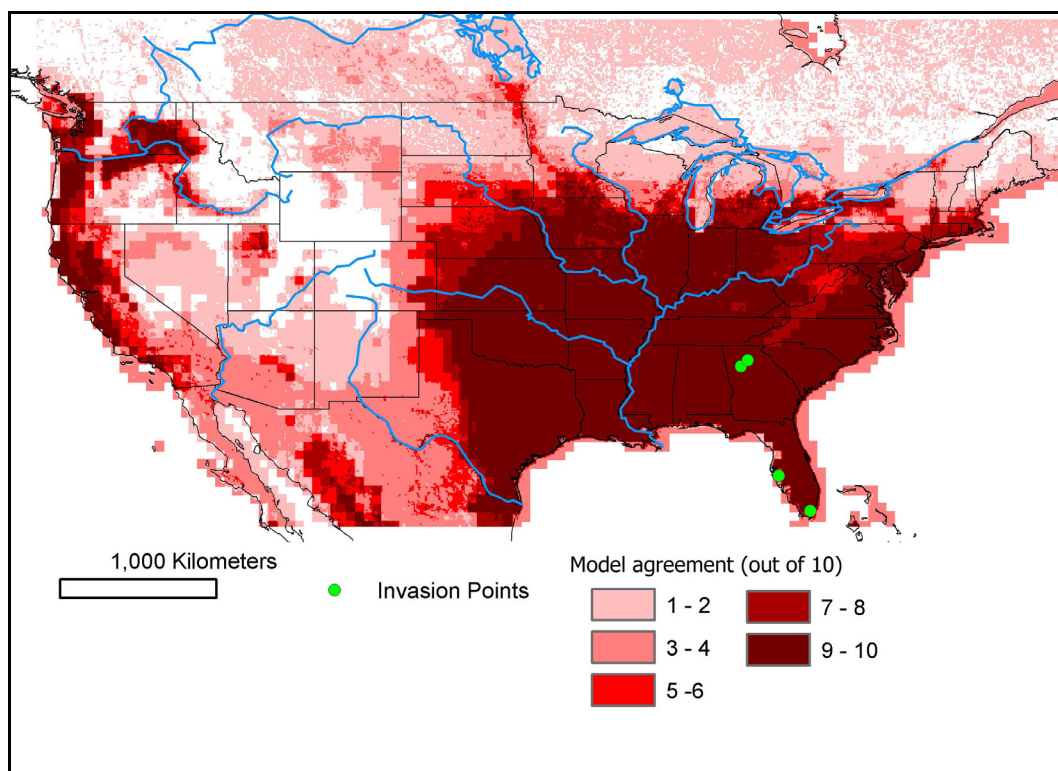 1,000 Kilometers
Invasion Points
Model agreement (out of 10)
1 - 2
7 - 8
3 - 4
9 - 10
5 -6